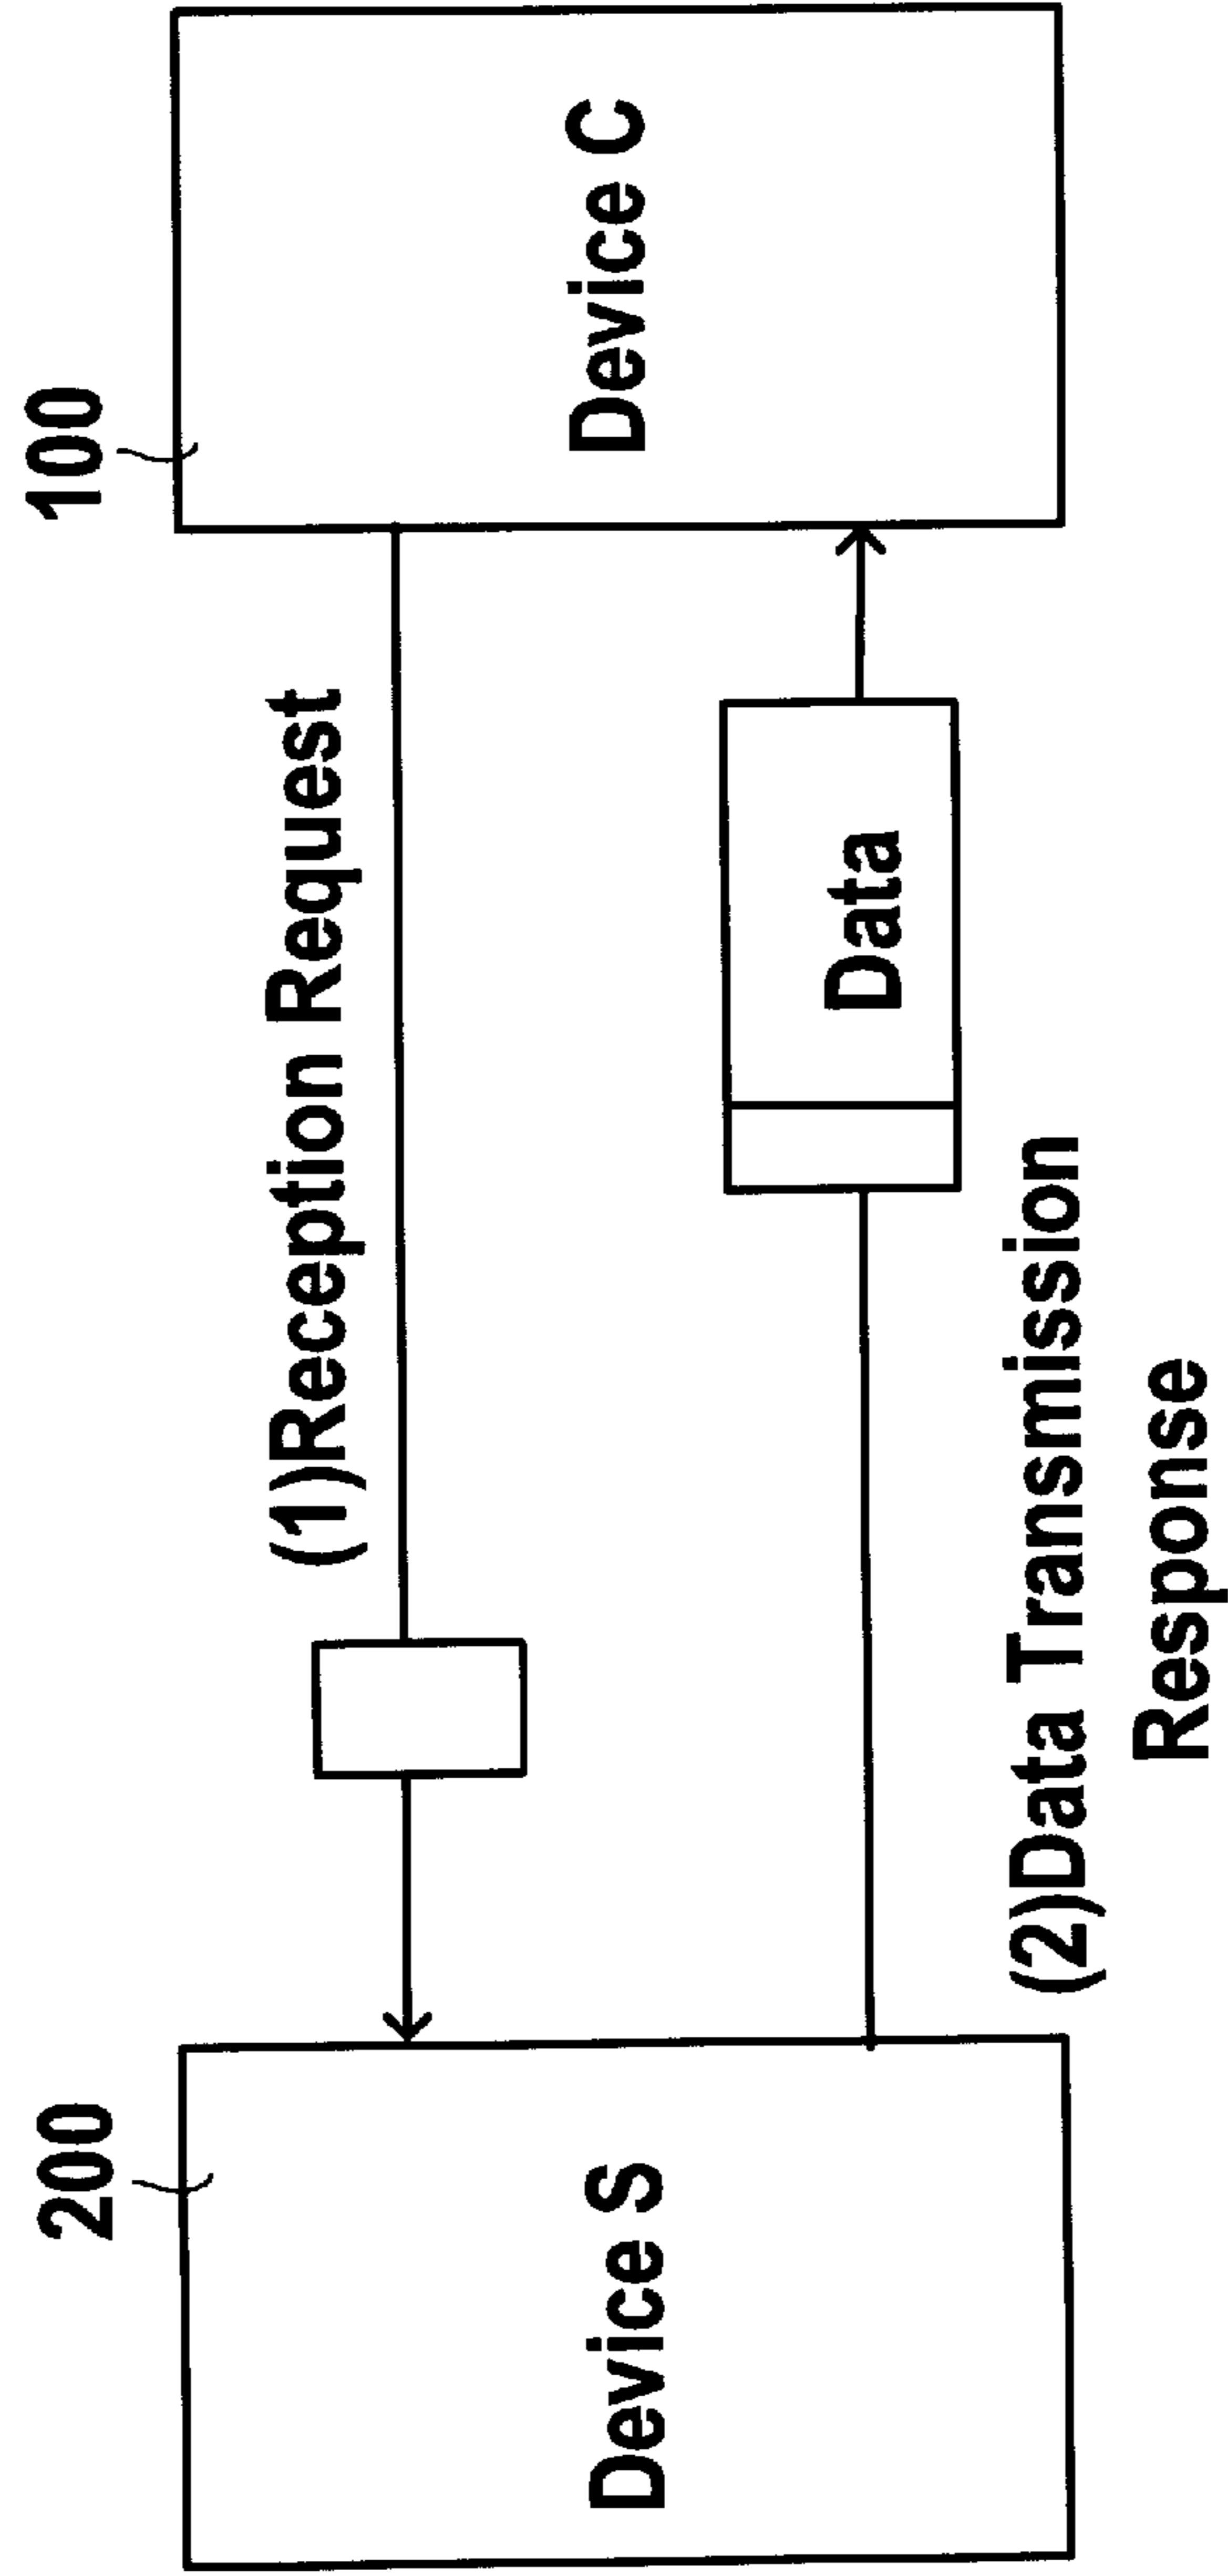 200
100
(1)Reception Request
Device S
Device C
Data
(2)Data Transmission
Response